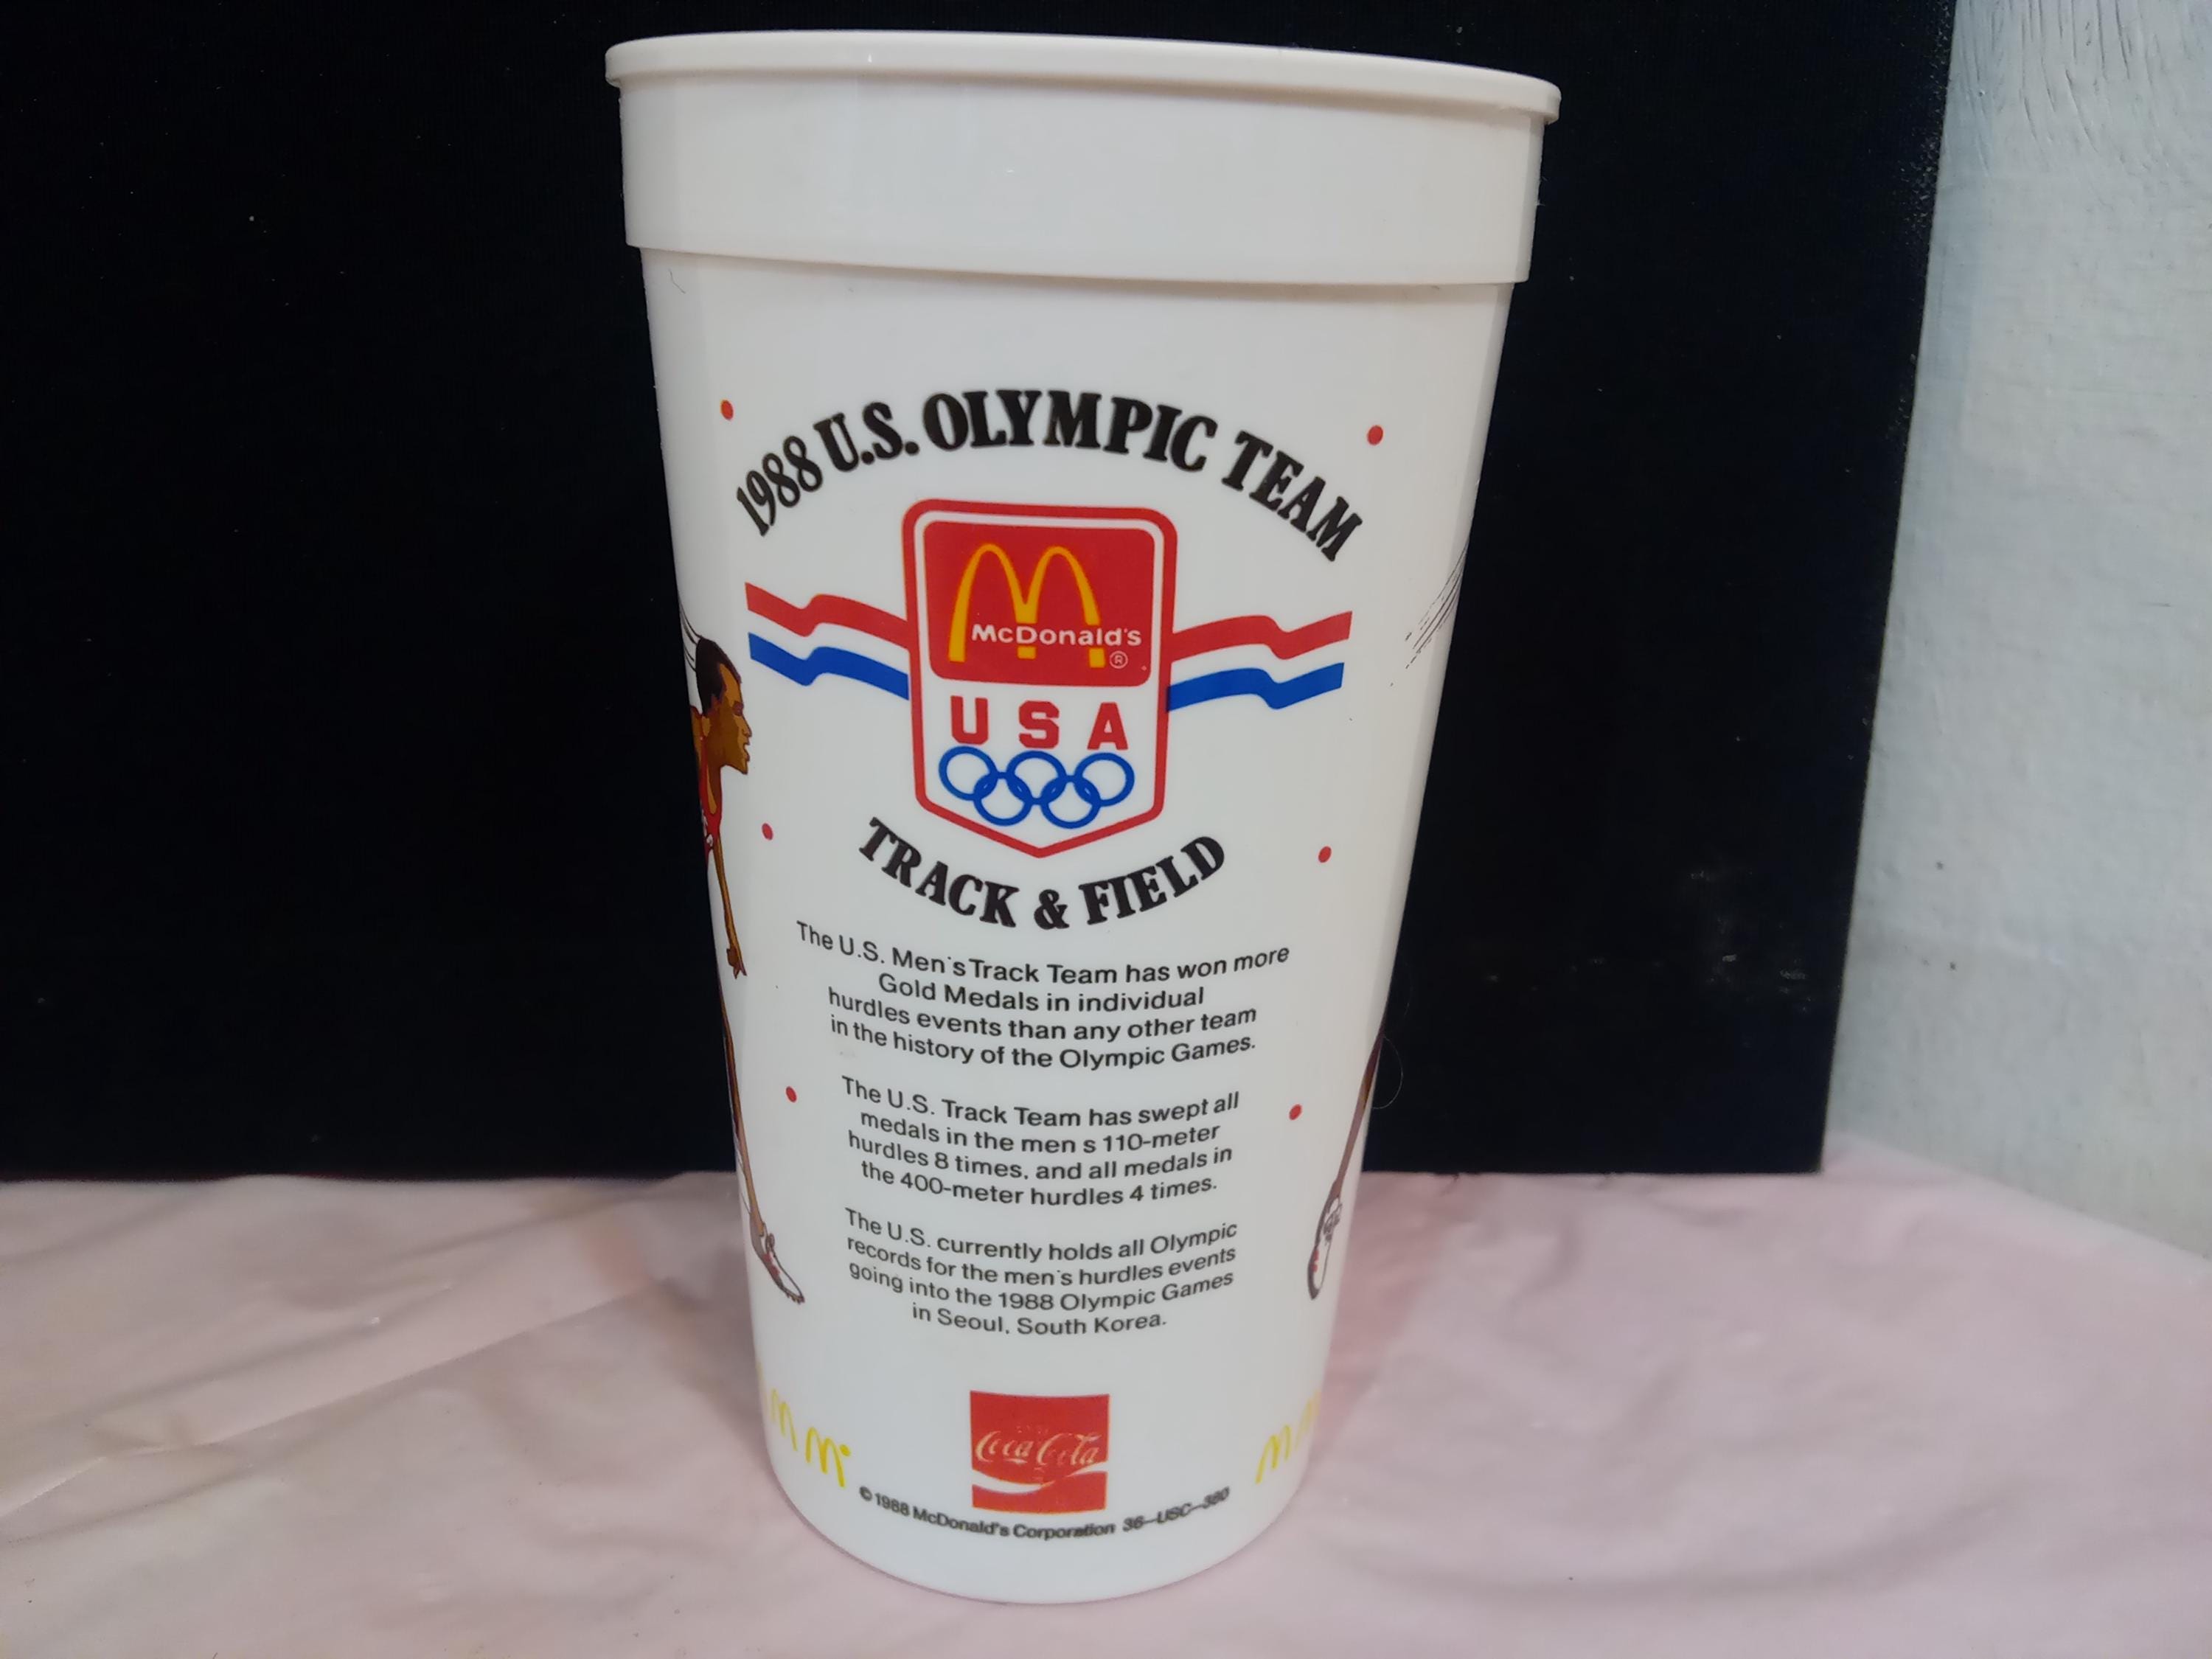 1988 U.S. OLYMPIC TEAM
McDonald's
®
USA
TRACK & FIELD
The U.S. Men's Track Team has won more
Gold Medals in individual
hurdles events than any other team
in the history of the Olympic Games.
The U.S. Track Team has swept all
medals in the men s 110-meter
hurdles 8 times, and all medals in
the 400-meter hurdles 4 times.
The U.S. currently holds all Olympic
records for the men's hurdles events
going into the 1988 Olympic Games
in Seoul, South Korea.
Coca-Cola
© 1988 McDonald's Corporation 36-USC-380